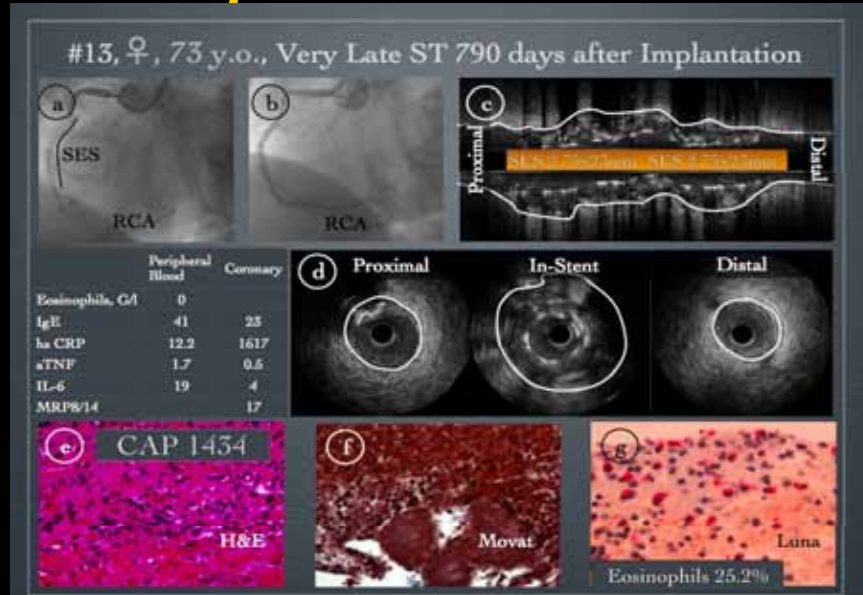 #13, ♀, 73 y.o., Very Late ST 790 days after Implantation
a
SES
RCA
b
RCA
c
Proximal
Distal
Peripheral Blood Coronary
Eosinophils, G/l 0
IgE 41 23
hs CRP 12.2 1617
aTNF 1.7 0.5
IL-6 19 4
MRP8/14 17
d
Proximal
In-Stent
Distal
e
CAP 1434
H&E
f
Movat
g
Luna
Eosinophils 25.2%